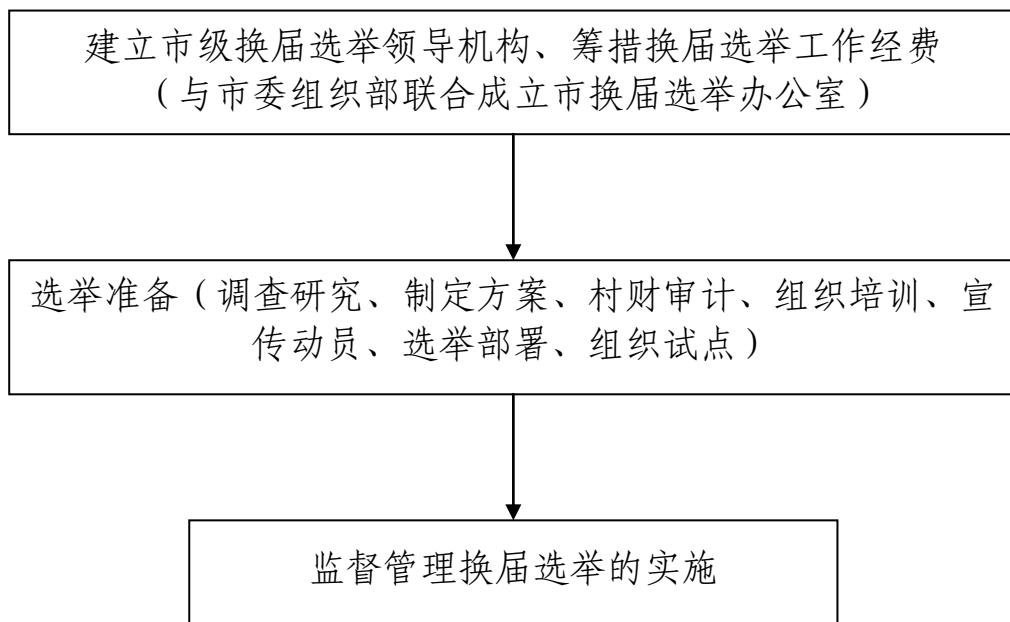 建立市级换届选举领导机构、筹措换届选举工作经费
（与市委组织部联合成立市换届选举办公室）
选举准备（调查研究、制定方案、村财审计、组织培训、宣
传动员、选举部署、组织试点）
监督管理换届选举的实施